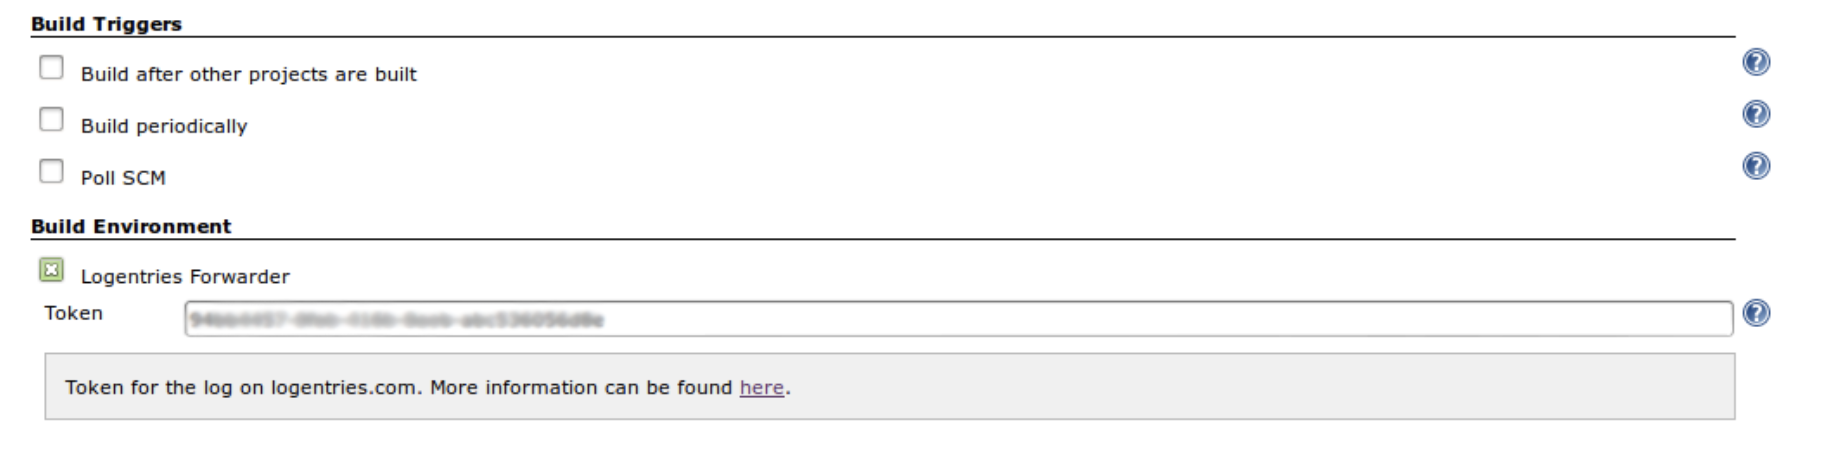 Build Triggers
Build after other projects are built
Build periodically
Poll SCM
Build Environment
Logentries Forwarder
Token
Token for the log on logentries.com. More information can be found here.